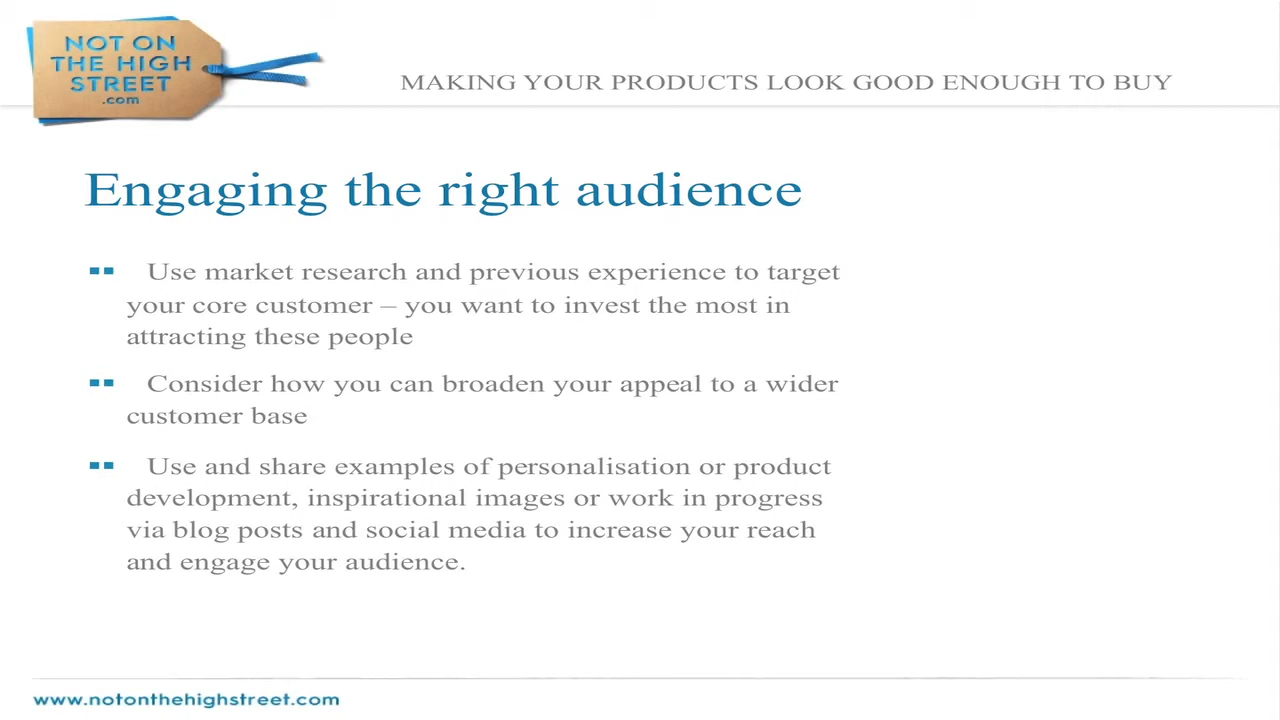 NOT ON
THE HIGH
STREET
.com
MAKING YOUR PRODUCTS LOOK GOOD ENOUGH TO BUY
Engaging the right audience
Use market research and previous experience to target
your core customer – you want to invest the most in
attracting these people
Consider how you can broaden your appeal to a wider
customer base
Use and share examples of personalisation or product
development, inspirational images or work in progress
via blog posts and social media to increase your reach
and engage your audience.
www.notonthehighstreet.com